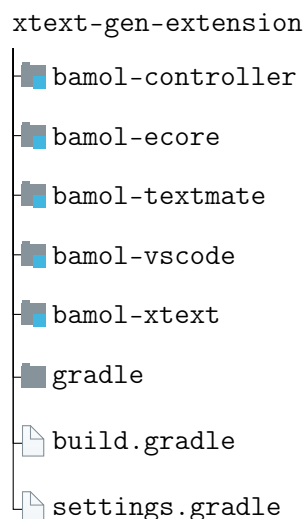 xtext-gen-extension
bamol-controller
bamol-ecore
bamol-textmate
bamol-vscode
bamol-xtext
gradle
build.gradle
settings.gradle